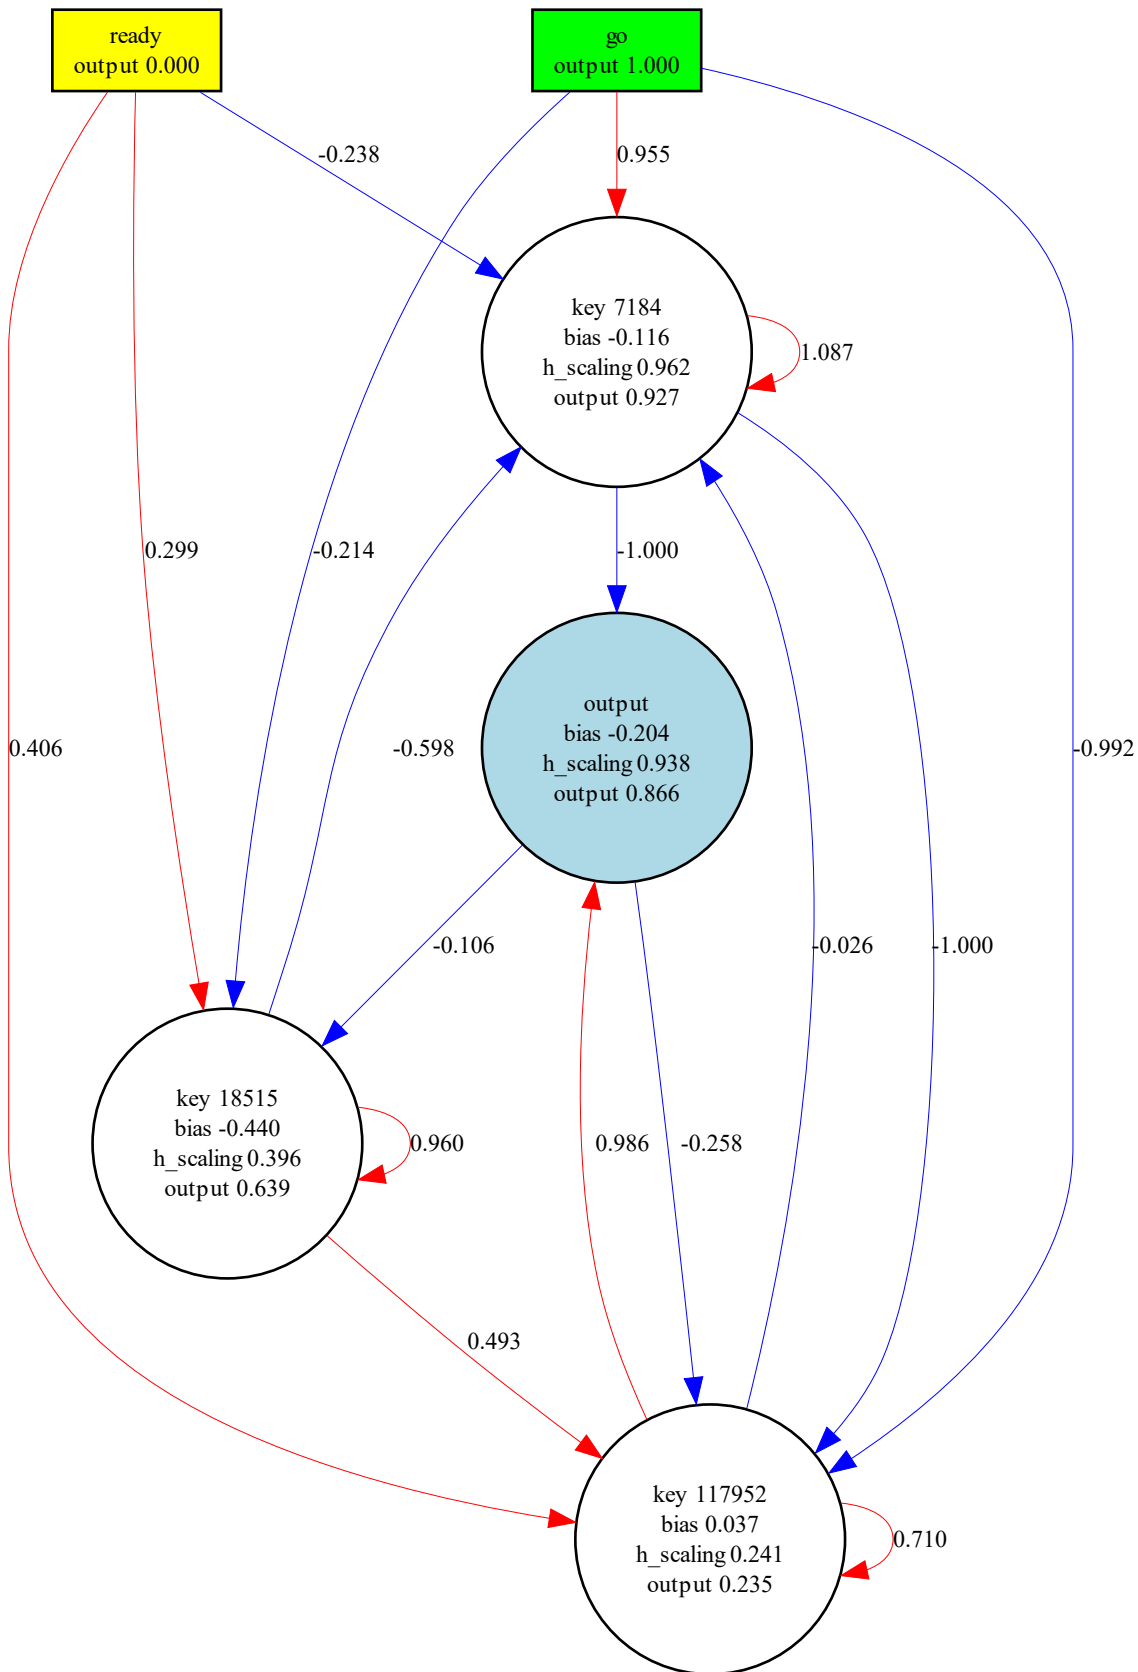 ready
output 0.000
go
output 1.000
-0.238
0.955
key 7184
bias -0.116
h_scaling 0.962
output 0.927
1.087
0.299
-0.214
-1.000
output
bias -0.204
h_scaling 0.938
output 0.866
0.406
-0.598
-0.992
-0.106
-0.026
-1.000
key 18515
bias -0.440
h_scaling 0.396
output 0.639
0.960
0.986
-0.258
0.493
key 117952
bias 0.037
h_scaling 0.241
output 0.235
0.710